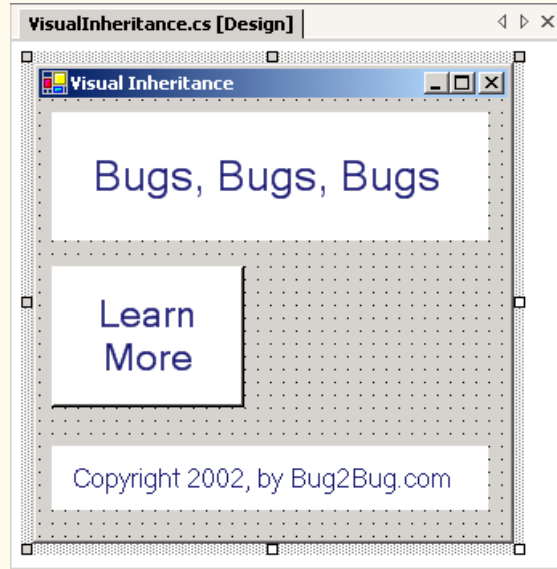 VisualInheritance.cs [Design]
Visual Inheritance
Bugs, Bugs, Bugs
Learn
More
Copyright 2002, by Bug2Bug.com